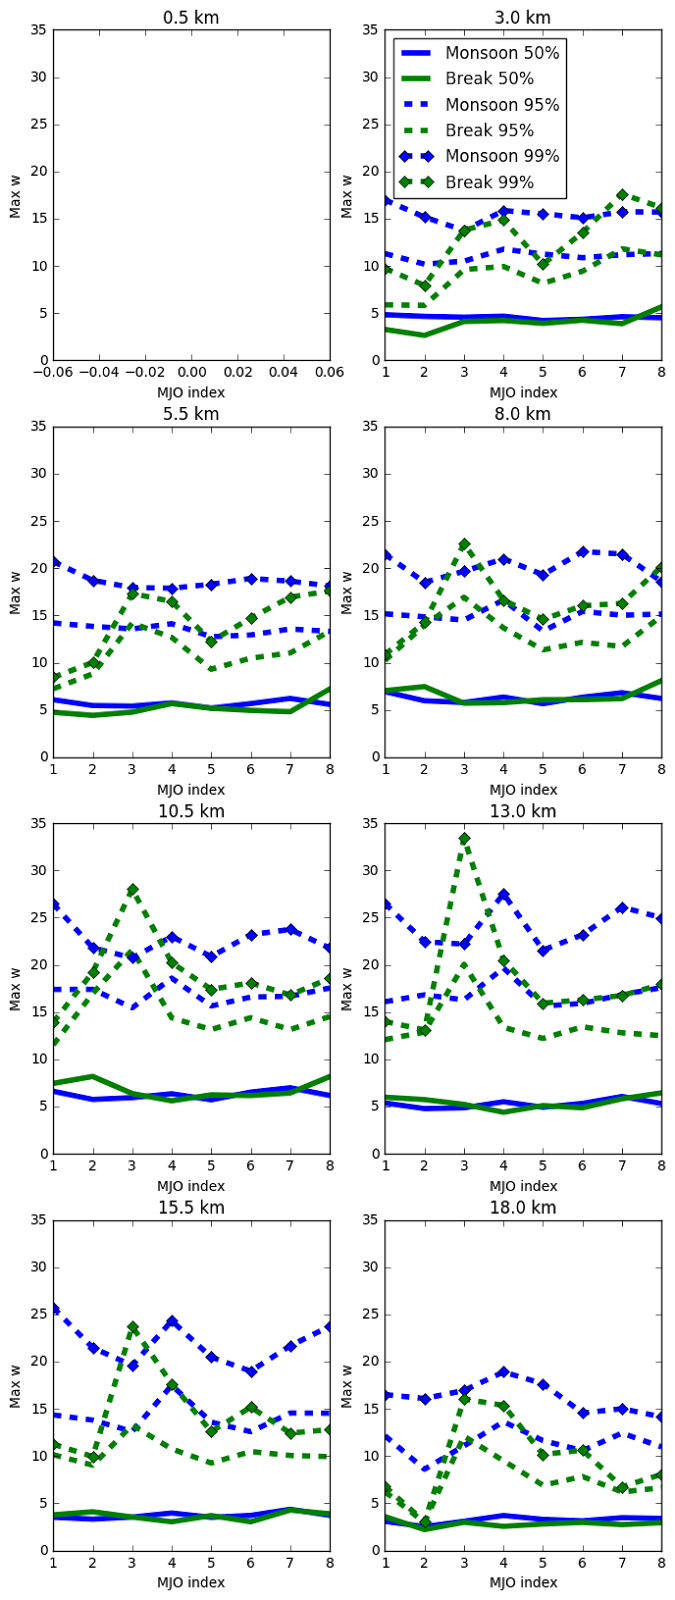 0.5 km
35
30
25
20
15
10
5
0
Max w
−0.06 −0.04 −0.02 0.00 0.02 0.04 0.06
MJO index
3.0 km
35
30
25
20
15
10
5
0
Max w
Monsoon 50%
Break 50%
Monsoon 95%
Break 95%
Monsoon 99%
Break 99%
1 2 3 4 5 6 7 8
MJO index
5.5 km
35
30
25
20
15
10
5
0
Max w
1 2 3 4 5 6 7 8
MJO index
8.0 km
35
30
25
20
15
10
5
0
Max w
1 2 3 4 5 6 7 8
MJO index
10.5 km
35
30
25
20
15
10
5
0
Max w
1 2 3 4 5 6 7 8
MJO index
13.0 km
35
30
25
20
15
10
5
0
Max w
1 2 3 4 5 6 7 8
MJO index
15.5 km
35
30
25
20
15
10
5
0
Max w
1 2 3 4 5 6 7 8
MJO index
18.0 km
35
30
25
20
15
10
5
0
Max w
1 2 3 4 5 6 7 8
MJO index